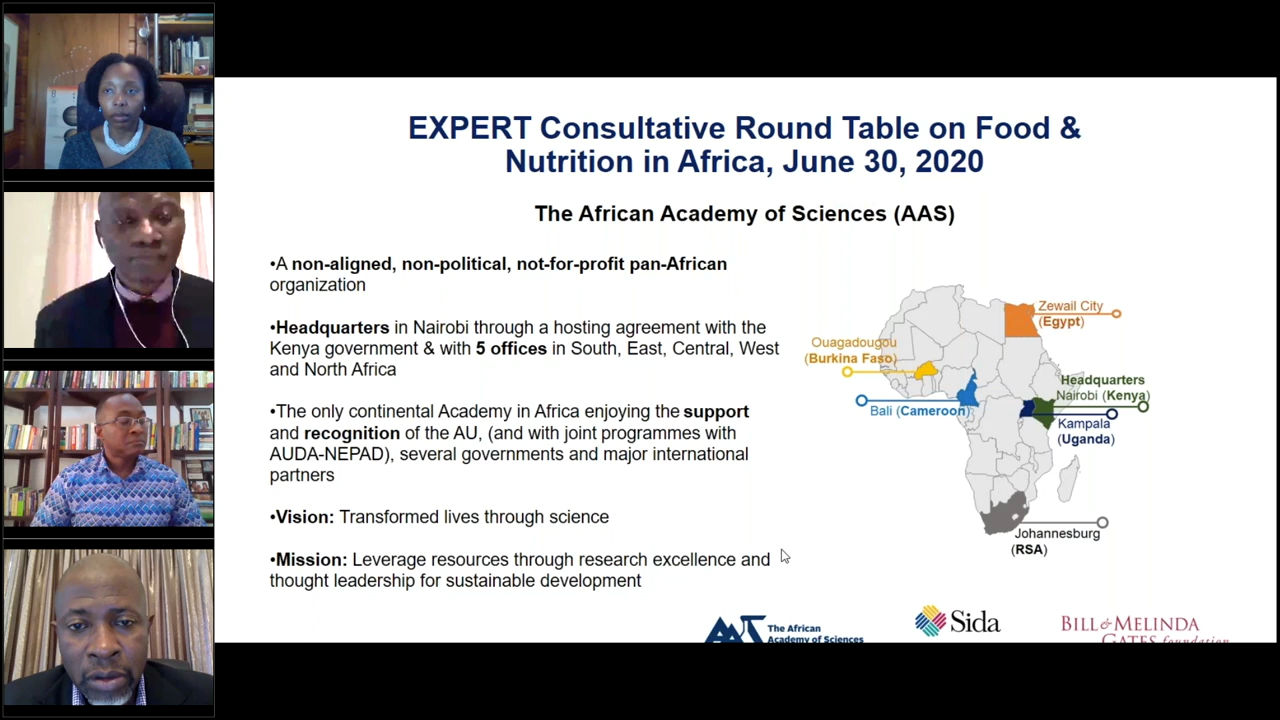 EXPERT Consultative Round Table on Food &
Nutrition in Africa, June 30, 2020
The African Academy of Sciences (AAS)
•A non-aligned, non-political, not-for-profit pan-African
organization
•Headquarters in Nairobi through a hosting agreement with the
Kenya government & with 5 offices in South, East, Central, West
and North Africa
•The only continental Academy in Africa enjoying the support
and recognition of the AU, (and with joint programmes with
AUDA-NEPAD), several governments and major international
partners
•Vision: Transformed lives through science
•Mission: Leverage resources through research excellence and
thought leadership for sustainable development
Zewail City
(Egypt)
Ouagadougou
(Burkina Faso)
Headquarters
Nairobi (Kenya)
Bali (Cameroon)
Kampala
(Uganda)
Johannesburg
(RSA)
The African
Academy of Sciences
Sida
BILL & MELINDA
GATES foundation